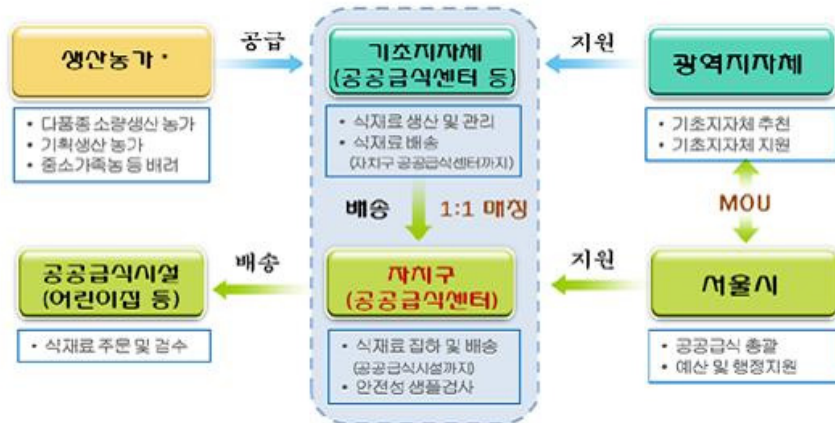 생산농가 *
공급
기초지자체
(공공급식센터 등)
지원
광역지자체
• 다품종 소량생산 농가
• 기획생산 농가
• 중소가족농 등 배려
• 식재료 생산 및 관리
• 식재료 배송
(자치구 공공급식센터까지)
• 기초지자체 추천
• 기초지자체 지원
배송
1:1 매칭
MOU
공공급식시설
(어린이집 등)
배송
자치구
(공공급식센터)
지원
서울시
• 식재료 주문 및 검수
• 식재료 집하 및 배송
(공공급식시설까지)
• 안전성 샘플검사
• 공공급식 총괄
• 예산 및 행정지원